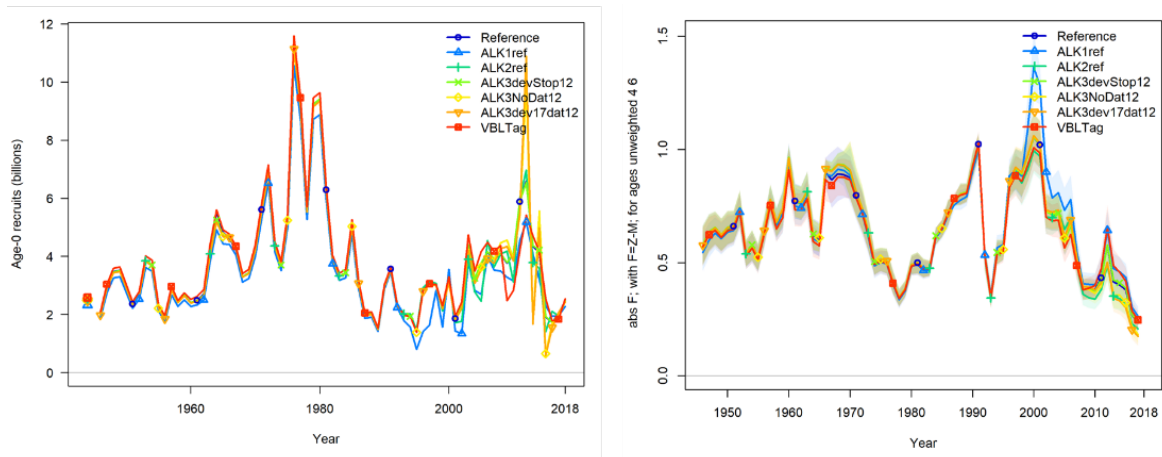 12
10
8
6
4
2
0
Age-0 recruits (billions)
Reference
ALK1ref
ALK2ref
ALK3devStop12
ALK3NoDat12
ALK3dev17dat12
VBLTag
1960
1980
2000
2018
Year
1.5
1.0
0.5
0.0
abs F; with F=Z-M; for ages unweighted 4 6
Reference
ALK1ref
ALK2ref
ALK3devStop12
ALK3NoDat12
ALK3dev17dat12
VBLTag
1950
1960
1970
1980
1990
2000
2010
2018
Year